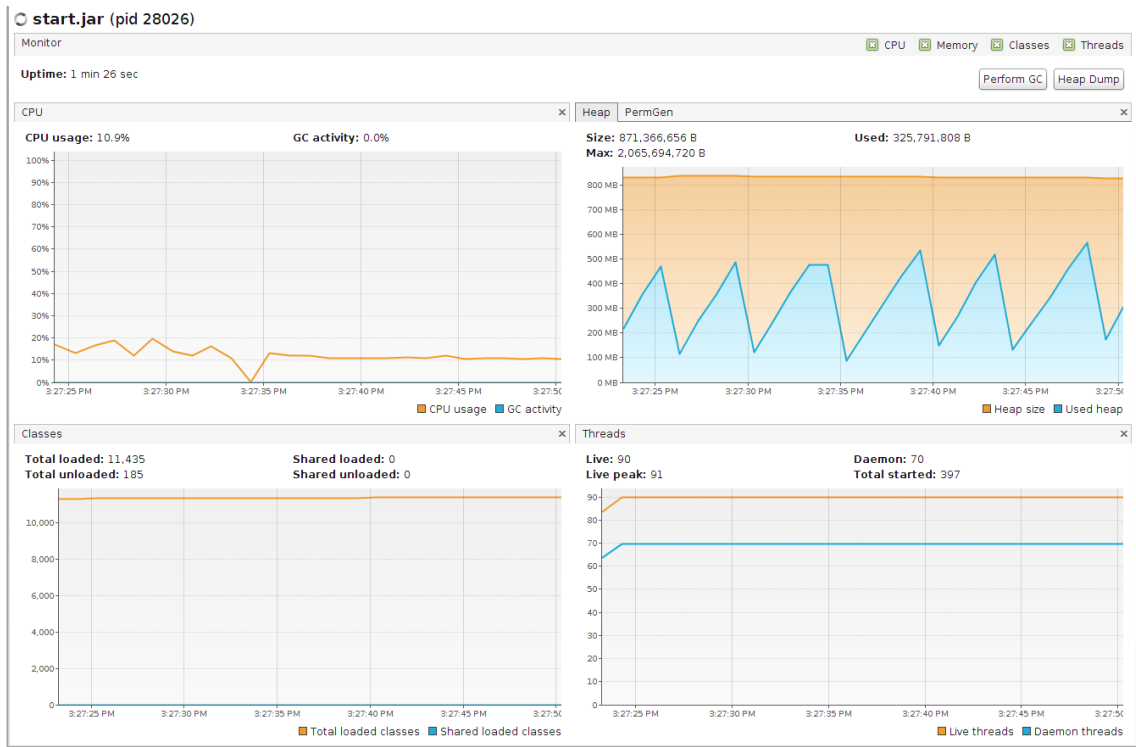 start.jar (pid 28026)
Monitor
CPU Memory Classes Threads
Uptime: 1 min 26 sec
Perform GC Heap Dump
CPU
CPU usage: 10.9% GC activity: 0.0%
100%
90%
80%
70%
60%
50%
40%
30%
20%
10%
0%
3:27:25 PM 3:27:30 PM 3:27:35 PM 3:27:40 PM 3:27:45 PM 3:27:50
CPU usage GC activity
Heap PermGen
Size: 871,366,656 B Used: 325,791,808 B
Max: 2,065,694,720 B
800 MB
700 MB
600 MB
500 MB
400 MB
300 MB
200 MB
100 MB
0 MB
3:27:25 PM 3:27:30 PM 3:27:35 PM 3:27:40 PM 3:27:45 PM 3:27:50
Heap size Used heap
Classes
Total loaded: 11,435 Shared loaded: 0
Total unloaded: 185 Shared unloaded: 0
10,000
8,000
6,000
4,000
2,000
0
3:27:25 PM 3:27:30 PM 3:27:35 PM 3:27:40 PM 3:27:45 PM 3:27:50
Total loaded classes Shared loaded classes
Threads
Live: 90 Daemon: 70
Live peak: 91 Total started: 397
90
80
70
60
50
40
30
20
10
0
3:27:25 PM 3:27:30 PM 3:27:35 PM 3:27:40 PM 3:27:45 PM 3:27:50
Live threads Daemon threads